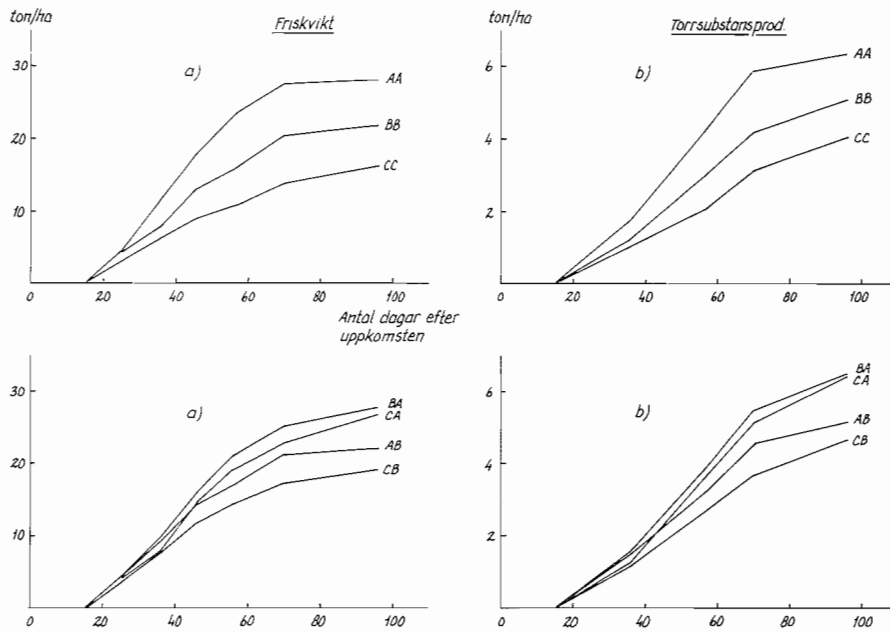 ton/ha
Friskvikt
a)
30
20
10
AA
BB
CC
0 20 40 60 80 100
ton/ha
Torrsubstansprod.
b)
6
4
2
AA
BB
CC
0 20 40 60 80 100
Antal dagar efter
uppkomsten
a)
30
20
10
BA
CA
AB
CB
0 20 40 60 80 100
b)
6
4
2
BA
CA
AB
CB
0 20 40 60 80 100